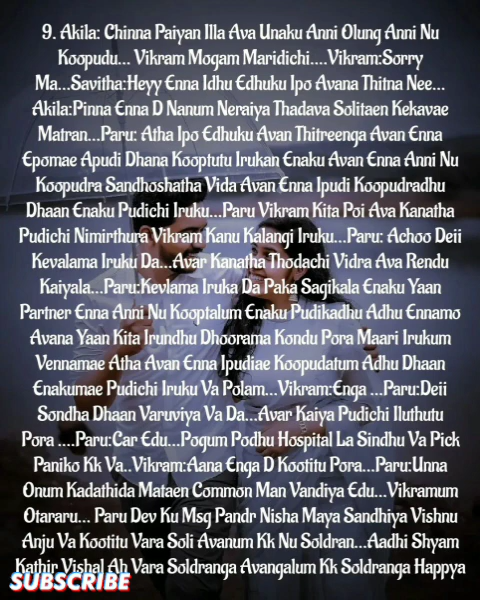 9. Akila: Chinna Paiyan Illa Ava Unaku Anni Olung Anni Nu
Koopudu... Vikram Mogam Maridichi....Vikram:Sorry
Ma...Savitha:Heyy Enna Idhu Edhuku Ipo Avana Thitna Nee...
Akila:Pinna Enna D Nanum Neraiya Thadava Solitaen Kekavae
Matran...Paru: Atha Ipo Edhuku Avan Thitreenga Avan Enna
Epomae Apudi Dhana Kooptutu Irukan Enaku Avan Enna Anni Nu
Koopudra Sandhoshatha Vida Avan Enna Ipudi Koopudradhu
Dhaan Enaku Pudichi Iruku...Paru Vikram Kita Poi Ava Kanatha
Pudichi Nimirthura Vikram Kanu Kalangi Iruku...Paru: Achoo Deii
Kevalama Iruku Da...Avar Kanatha Thodachi Vidra Ava Rendu
Kaiyala...Paru:Kevlama Iruka Da Paka Sagikala Enaku Yaan
Partner Enna Anni Nu Kooptalum Enaku Pudikadhu Adhu Ennamo
Avana Yaan Kita Irundhu Dhoorama Kondu Pora Maari Irukum
Vennamae Atha Avan Enna Ipudiae Koopudatum Adhu Dhaan
Enakumae Pudichi Iruku Va Polam...Vikram:Enga ...Paru:Deii
Sondha Dhaan Varuviya Va Da...Avar Kaiya Pudichi Iluthutu
Pora ....Paru:Car Edu...Pogum Podhu Hospital La Sindhu Va Pick
Paniko Kk Va..Vikram:Aana Enga D Kootitu Pora...Paru:Unna
Onum Kadathida Mataen Common Man Vandiya Edu...Vikramum
Otararu... Paru Dev Ku Msg Pandr Nisha Maya Sandhiya Vishnu
Anju Va Kootitu Vara Soli Avanum Kk Nu Soldran...Aadhi Shyam
Kathir Vishal Ah Vara Soldranga Avangalum Kk Soldranga Happya
SUBSCRIBE